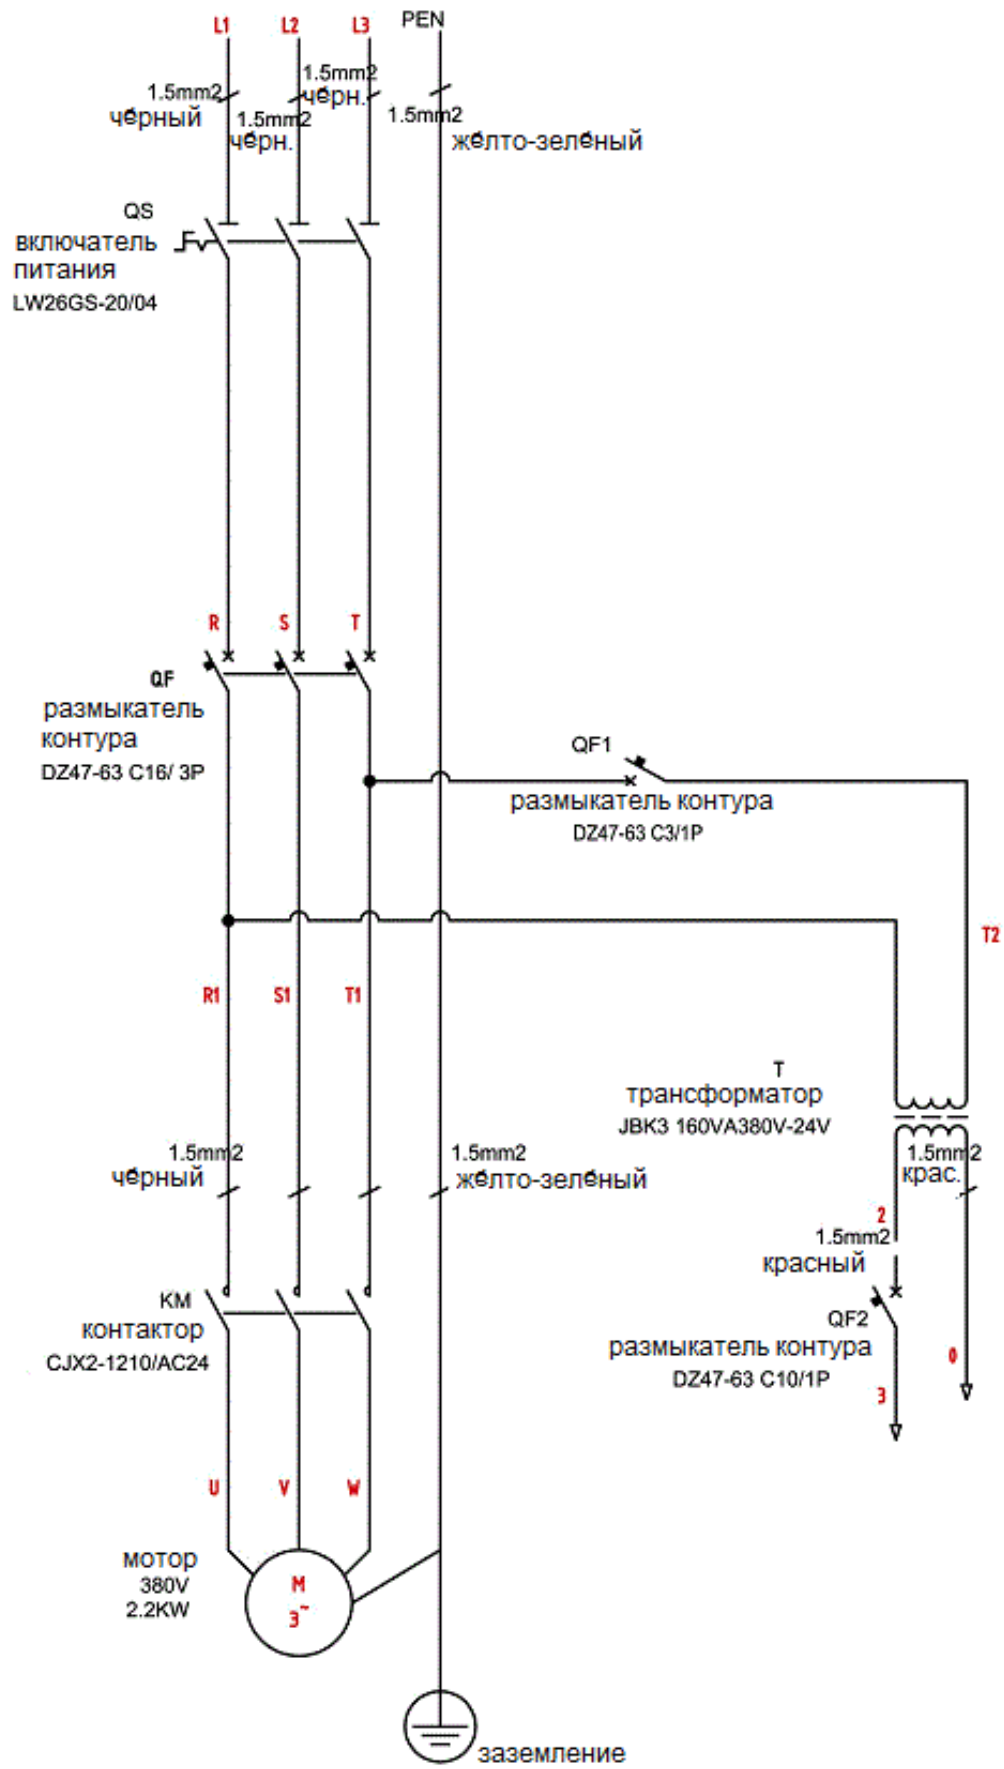 L1
L2
L3
PEN
1.5mm2
чёрный
1.5mm2
чёрн.
1.5mm2
чёрн.
1.5mm2
жёлто-зелёный
QS
включатель
питания
LW26GS-20/04
R
S
T
QF
размыкатель
контура
DZ47-63 C16/ 3P
QF1
размыкатель контура
DZ47-63 C3/1P
T2
R1
S1
T1
T
трансформатор
JBK3 160VA380V-24V
1.5mm2
чёрный
1.5mm2
жёлто-зелёный
1.5mm2
крас.
2
1.5mm2
красный
KM
контактор
CJX2-1210/AC24
QF2
размыкатель контура
DZ47-63 C10/1P
0
3
U
V
W
мотор
380V
2.2KW
M
3~
заземление